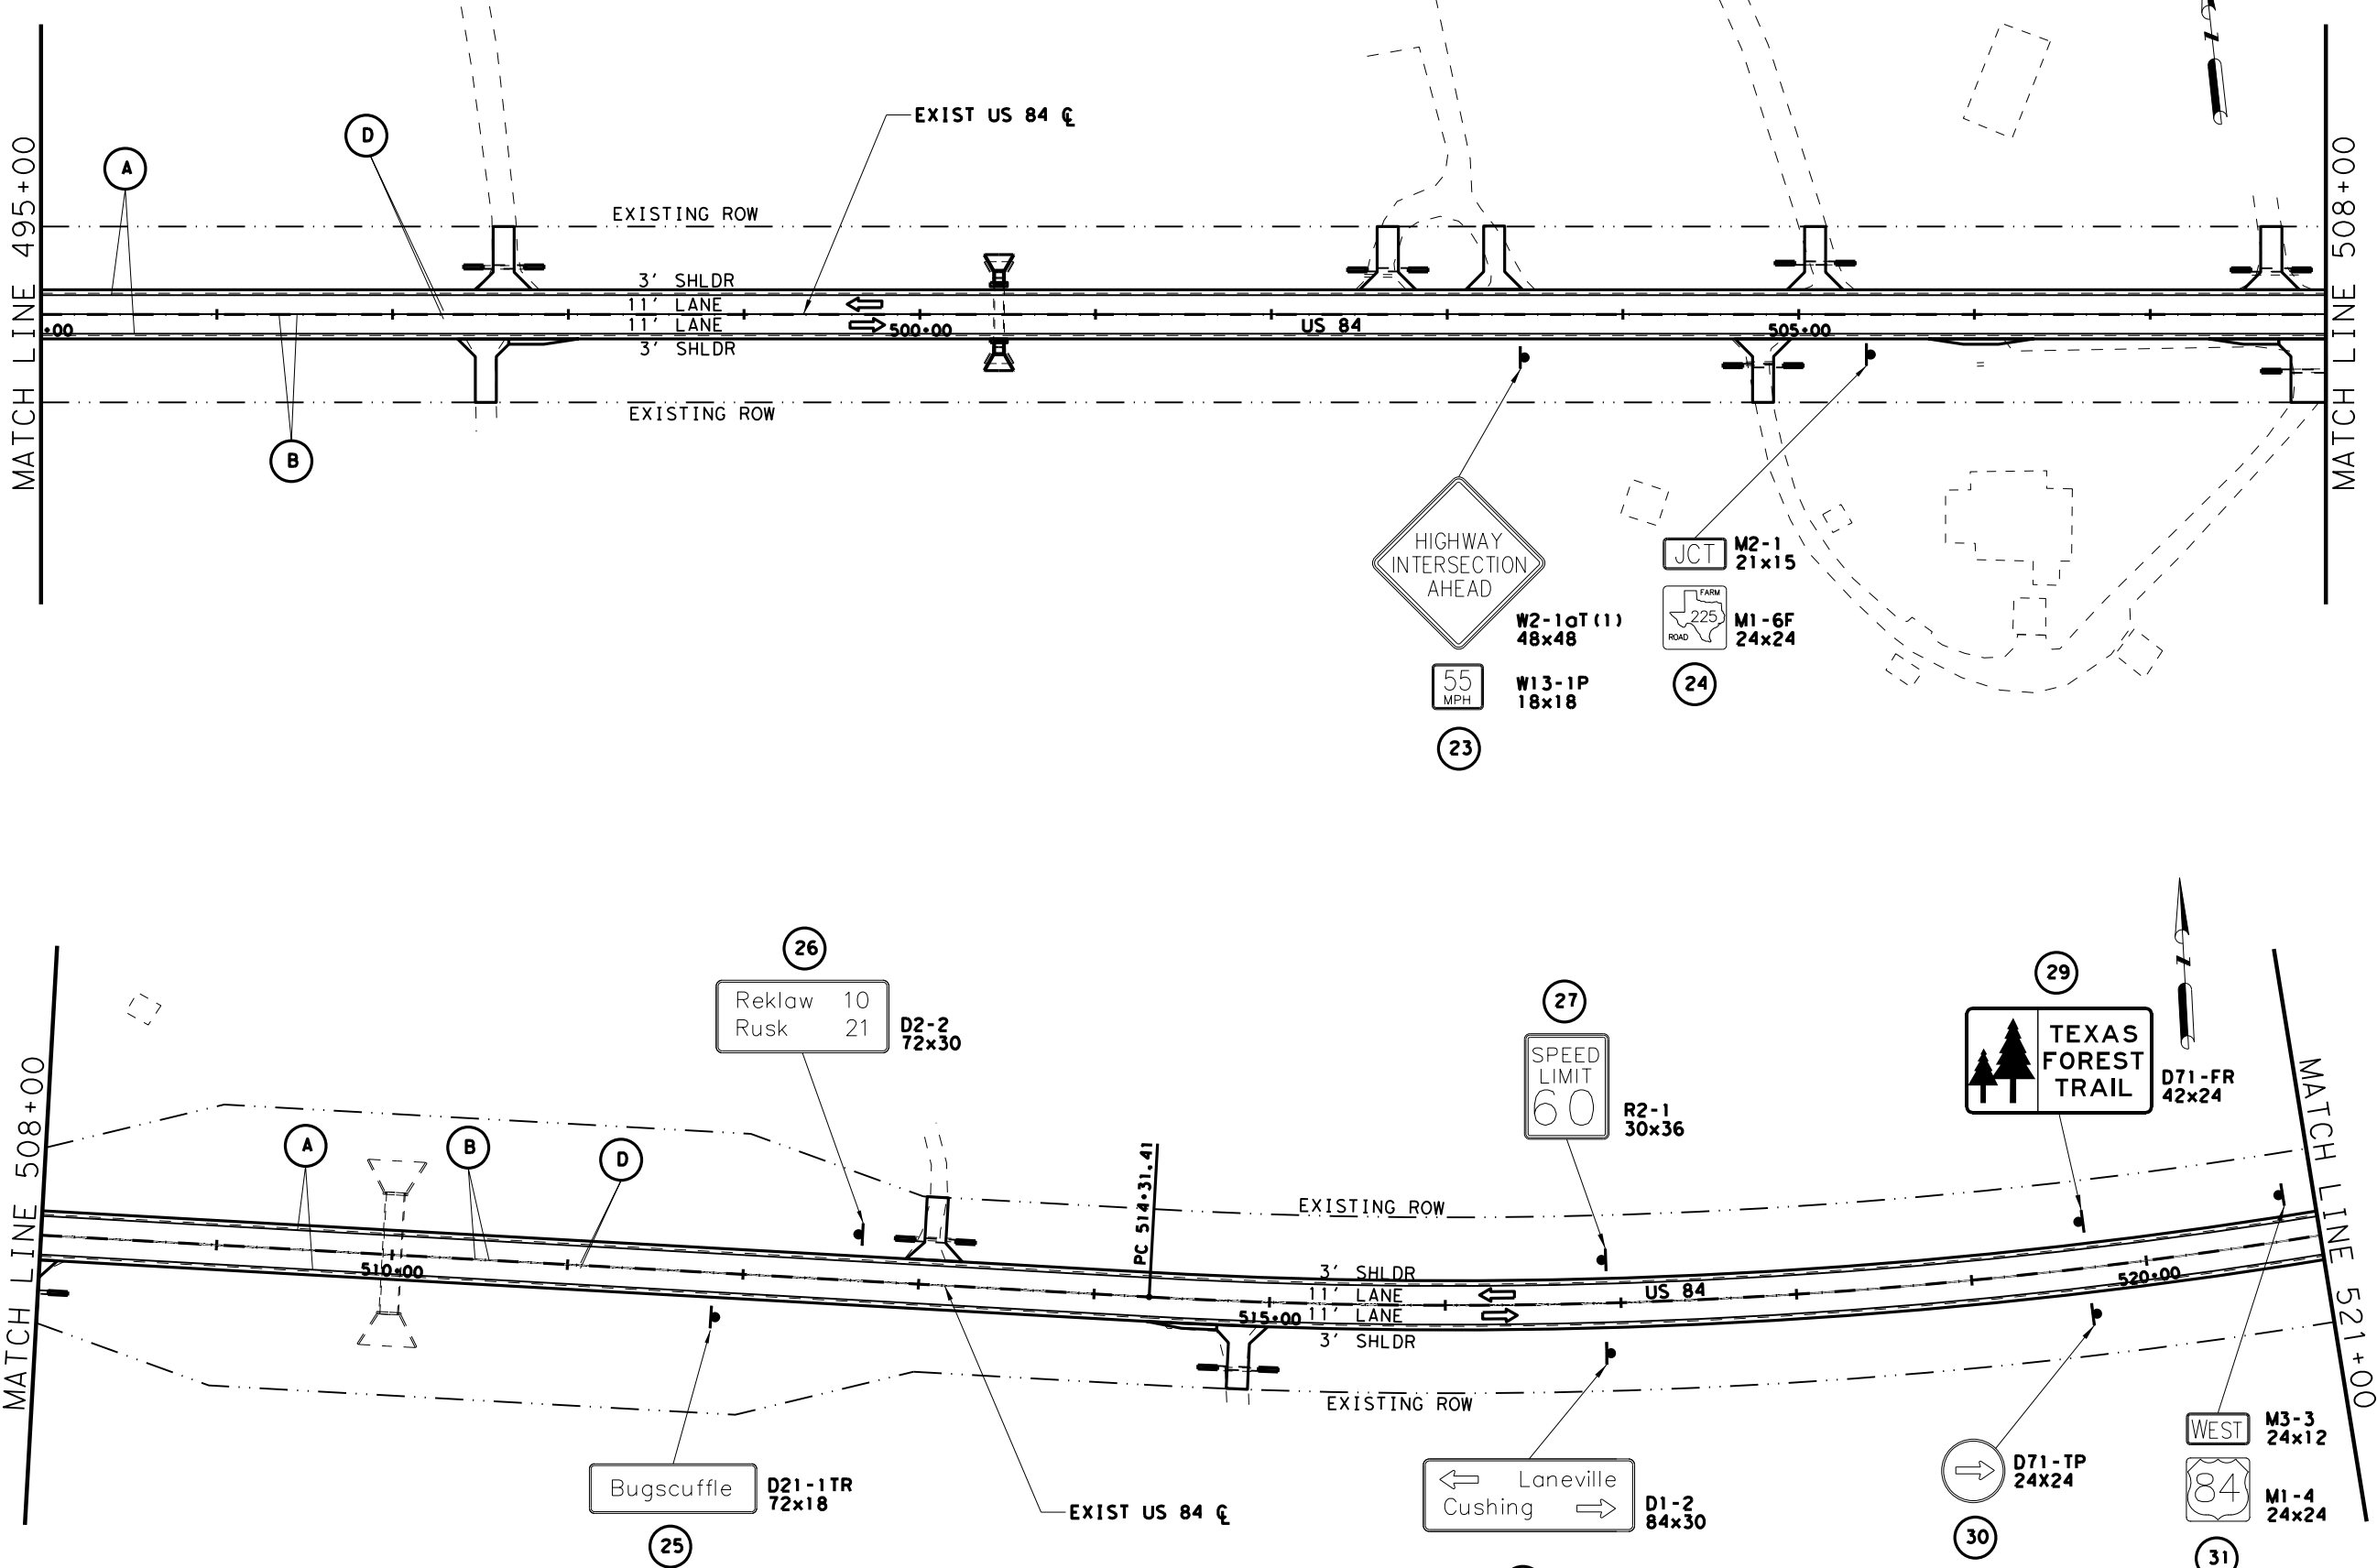 MATCH LINE 495+00
A
D
EXIST US 84 ℄
EXISTING ROW
3' SHLDR
11' LANE
11' LANE
3' SHLDR
+00
500+00
US 84
505+00
EXISTING ROW
B
MATCH LINE 508+00
HIGHWAY
INTERSECTION
AHEAD
W2-1aT(1)
48x48
55
MPH
W13-1P
18x18
23
JCT
M2-1
21x15
FARM
225
ROAD
M1-6F
24x24
24
MATCH LINE 508+00
26
Reklaw 10
Rusk 21
D2-2
72x30
27
SPEED
LIMIT
60
R2-1
30x36
29
TEXAS
FOREST
TRAIL
D71-FR
42x24
A
B
D
PC 514+31.41
EXISTING ROW
3' SHLDR
11' LANE
11' LANE
3' SHLDR
510+00
515+00
US 84
520+00
EXISTING ROW
MATCH LINE 521+00
Bugscuffle
D21-1TR
72x18
25
EXIST US 84 ℄
← Laneville
Cushing →
D1-2
84x30
D71-TP
24X24
30
WEST
M3-3
24x12
84
M1-4
24x24
31